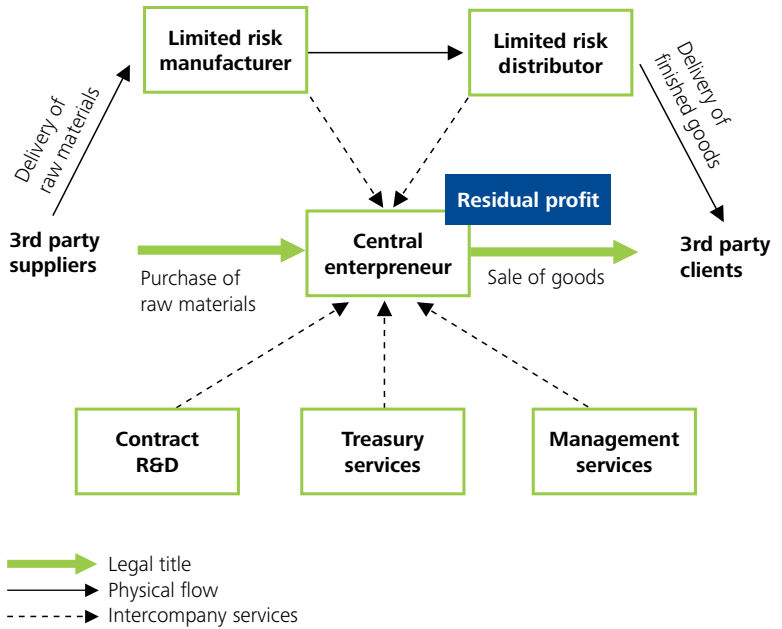 Limited risk
manufacturer
Limited risk
distributor
Delivery of
raw materials
Delivery of
finished goods
Residual profit
3rd party
suppliers
Purchase of
raw materials
Central
enterpreneur
Sale of goods
3rd party
clients
Contract
R&D
Treasury
services
Management
services
Legal title
Physical flow
Intercompany services